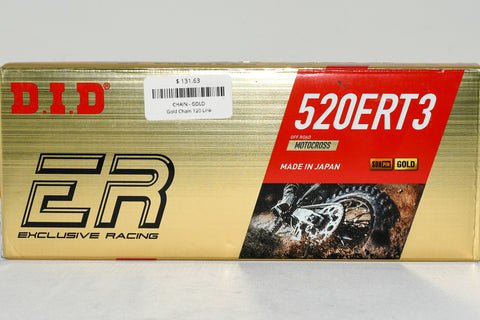 D.I.D
$ 131.63
CHAIN - GOLD
Gold Chain 120 Link
ER
EXCLUSIVE RACING
520ERT3
OFF ROAD
MOTOCROSS
MADE IN JAPAN
GOLD